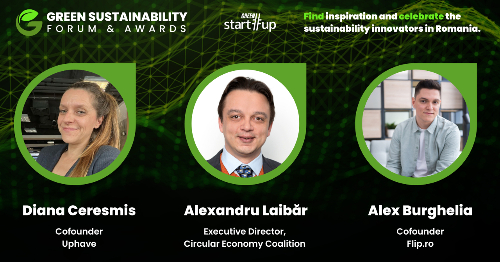 GREEN SUSTAINABILITY
FORUM & AWARDS
start-up
Find inspiration and celebrate the
sustainability innovators in Romania.
Diana Ceresmis
Cofounder
Uphave
Alexandru Laibăr
Executive Director,
Circular Economy Coalition
Alex Burghelia
Cofounder
Flip.ro